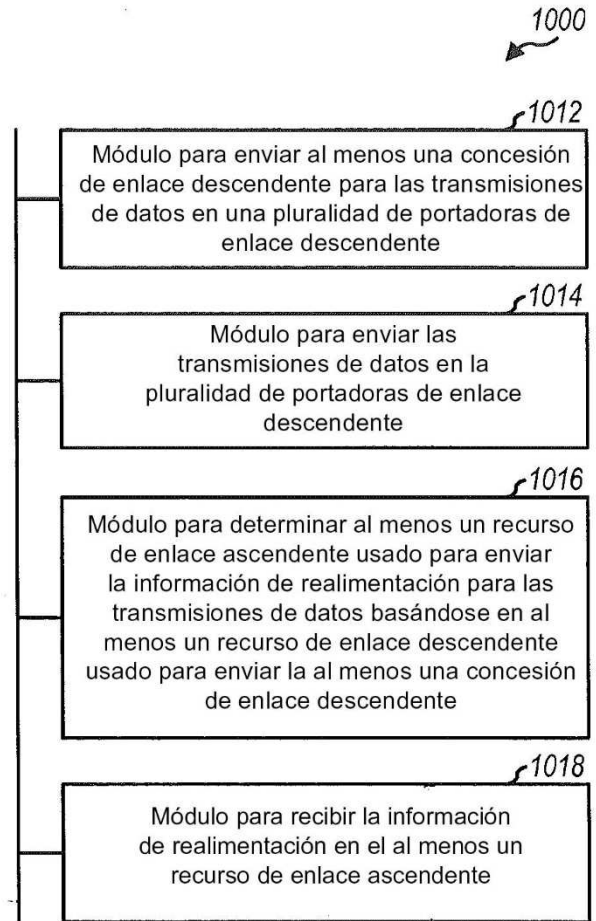 1000
1012
Módulo para enviar al menos una concesión
de enlace descendente para las transmisiones
de datos en una pluralidad de portadoras de
enlace descendente
1014
Módulo para enviar las
transmisiones de datos en la
pluralidad de portadoras de enlace
descendente
1016
Módulo para determinar al menos un recurso
de enlace ascendente usado para enviar
la información de realimentación para las
transmisiones de datos basándose en al
menos un recurso de enlace descendente
usado para enviar la al menos una concesión
de enlace descendente
1018
Módulo para recibir la información
de realimentación en el al menos un
recurso de enlace ascendente